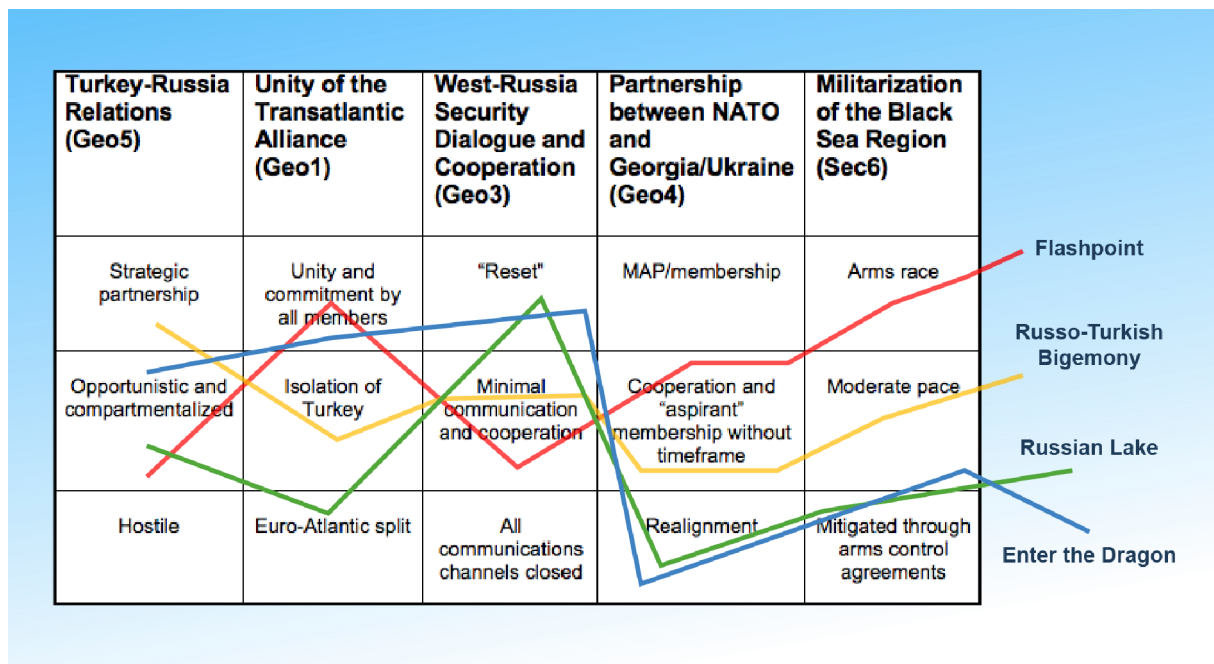 Turkey-Russia
Relations
(Geo5)
Unity of the
Transatlantic
Alliance
(Geo1)
West-Russia
Security
Dialogue and
Cooperation
(Geo3)
Partnership
between NATO
and
Georgia/Ukraine
(Geo4)
Militarization
of the Black
Sea Region
(Sec6)
Strategic
partnership
Unity and
commitment by
all members
“Reset"
MAP/membership
Arms race
Opportunistic and
compartmentalized
Isolation of
Turkey
Minimal
communication
and cooperation
Cooperation and
“aspirant”
membership without
timeframe
Moderate pace
Hostile
Euro-Atlantic split
All
communications
channels closed
Realignment
Mitigated through
arms control
agreements
Flashpoint
Russo-Turkish
Bigemony
Russian Lake
Enter the Dragon